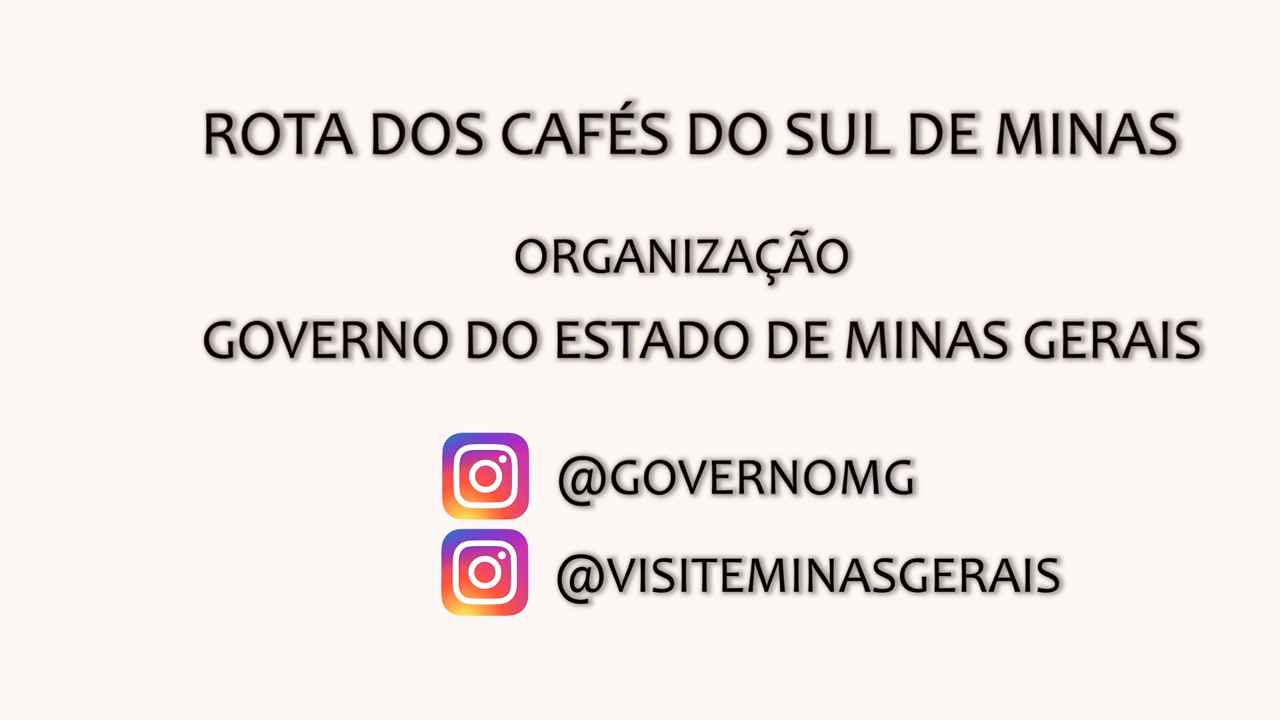 ROTA DOS CAFÉS DO SUL DE MINAS
ORGANIZAÇÃO
GOVERNO DO ESTADO DE MINAS GERAIS
@GOVERNOMG
@VISITEMINASGERAIS